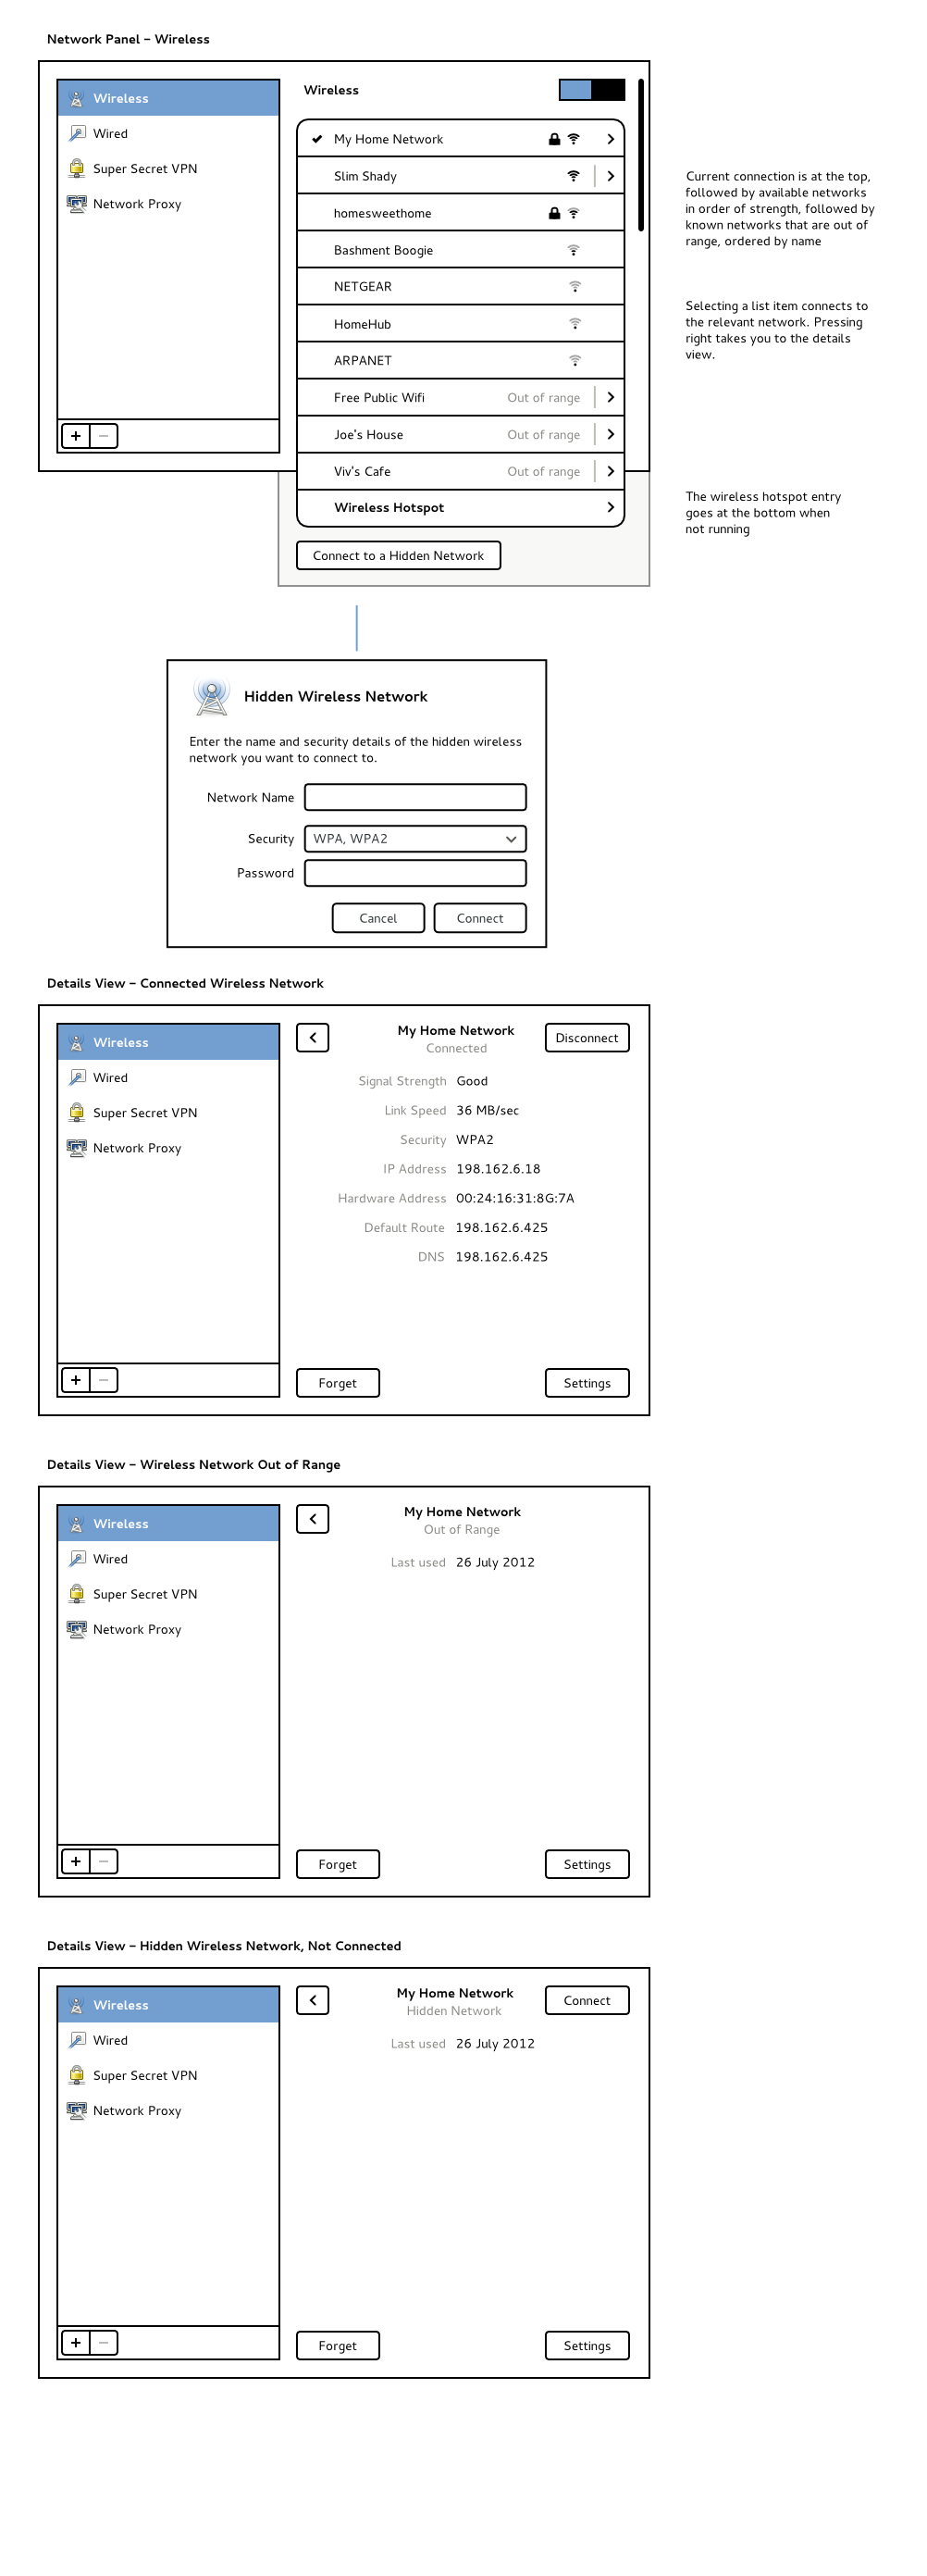 Network Panel – Wireless
Wireless
Wired
Super Secret VPN
Network Proxy
Wireless
My Home Network
Slim Shady
homesweethome
Bashment Boogie
NETGEAR
HomeHub
ARPANET
Free Public Wifi Out of range
Joe's House Out of range
Viv's Cafe Out of range
Wireless Hotspot
Connect to a Hidden Network
Current connection is at the top,
followed by available networks
in order of strength, followed by
known networks that are out of
range, ordered by name
Selecting a list item connects to
the relevant network. Pressing
right takes you to the details
view.
The wireless hotspot entry
goes at the bottom when
not running
Hidden Wireless Network
Enter the name and security details of the hidden wireless
network you want to connect to.
Network Name
Security WPA, WPA2
Password
Cancel Connect
Details View – Connected Wireless Network
Wireless
Wired
Super Secret VPN
Network Proxy
My Home Network
Connected
Disconnect
Signal Strength Good
Link Speed 36 MB/sec
Security WPA2
IP Address 198.162.6.18
Hardware Address 00:24:16:31:8G:7A
Default Route 198.162.6.425
DNS 198.162.6.425
Forget Settings
Details View – Wireless Network Out of Range
Wireless
Wired
Super Secret VPN
Network Proxy
My Home Network
Out of Range
Last used 26 July 2012
Forget Settings
Details View – Hidden Wireless Network, Not Connected
Wireless
Wired
Super Secret VPN
Network Proxy
My Home Network
Hidden Network
Connect
Last used 26 July 2012
Forget Settings